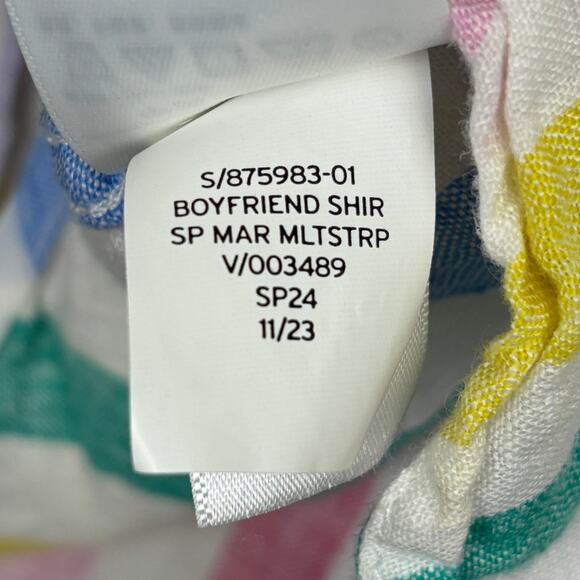 S/875983-01
BOYFRIEND SHIR
SP MAR MLTSTRP
V/003489
SP24
11/23